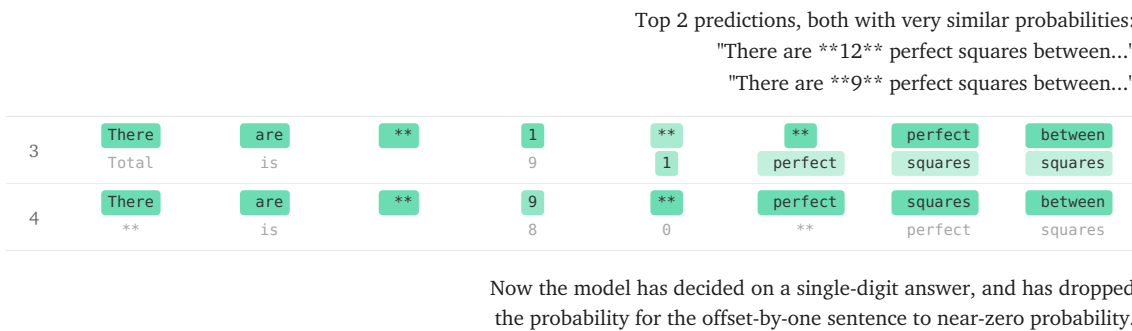 Top 2 predictions, both with very similar probabilities:
"There are **12** perfect squares between..."
"There are **9** perfect squares between..."
3 There are ** 1 ** ** perfect between
Total is 9 1 perfect squares squares
4 There are ** 9 ** perfect squares between
** is 8 0 ** perfect squares
Now the model has decided on a single-digit answer, and has dropped
the probability for the offset-by-one sentence to near-zero probability.